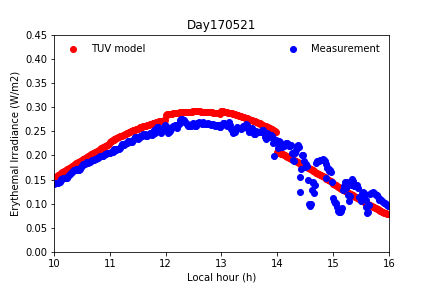 Day170521
TUV model
Measurement
Erythemal Irradiance (W/m2)
0.45
0.40
0.35
0.30
0.25
0.20
0.15
0.10
0.05
0.00
10 11 12 13 14 15 16
Local hour (h)